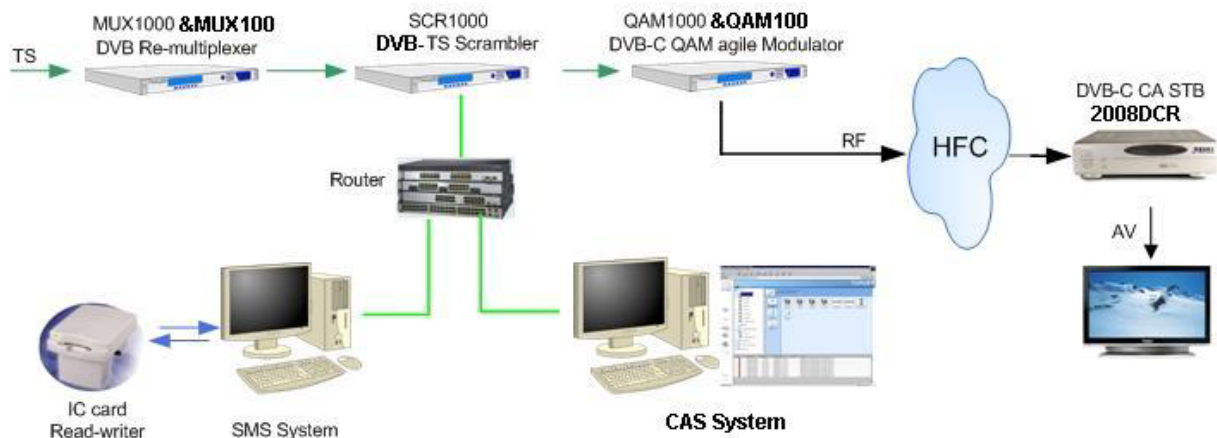 MUX1000 &MUX100
DVB Re-multiplexer
SCR1000
DVB-TS Scrambler
QAM1000 &QAM100
DVB-C QAM agile Modulator
TS
DVB-C CA STB
2008DCR
RF
HFC
Router
AV
IC card
Read-writer
SMS System
CAS System